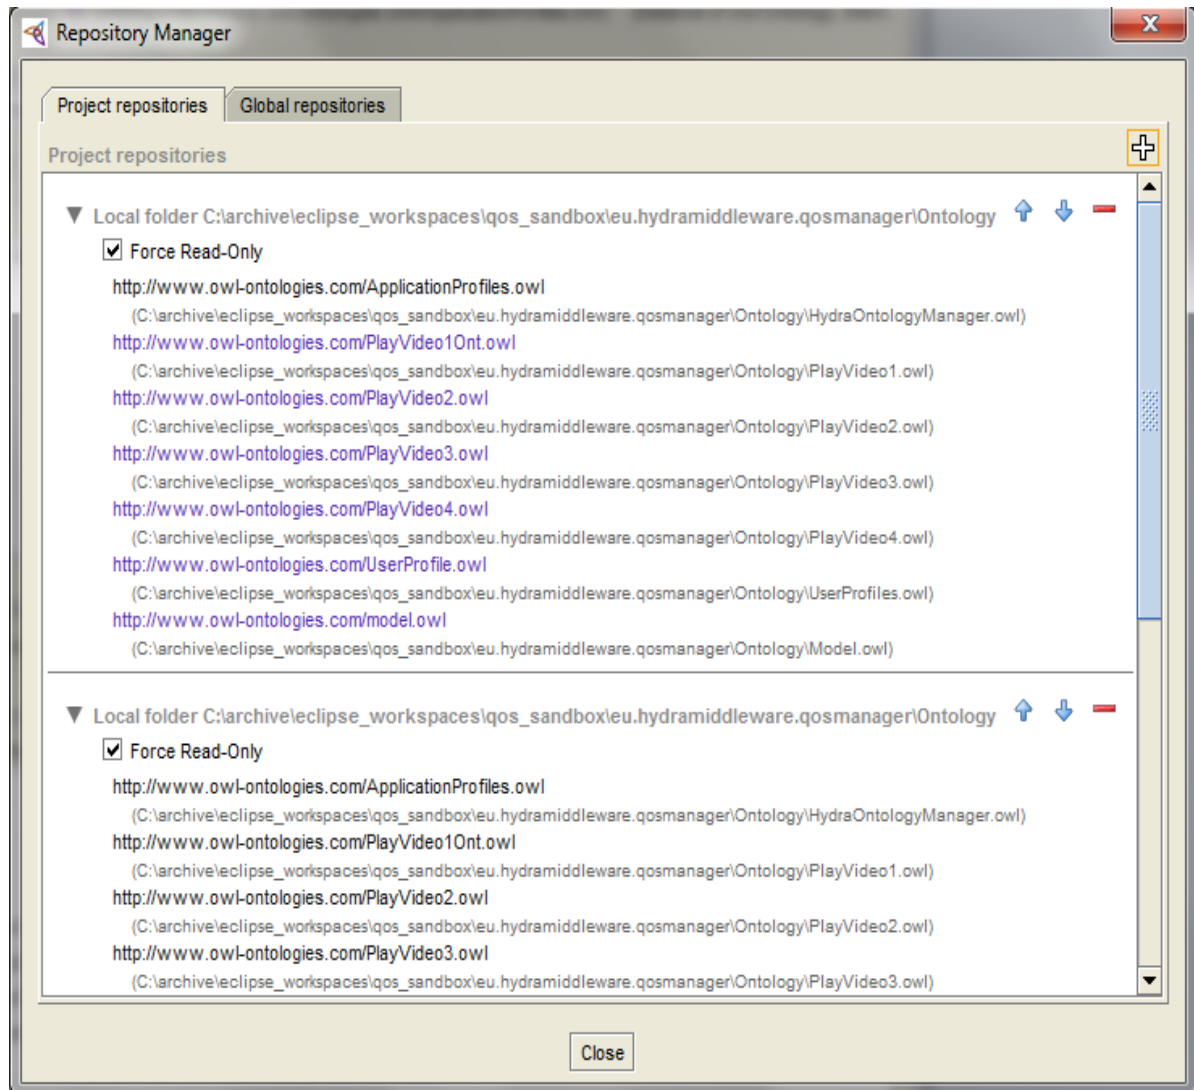 Repository Manager
X
Project repositories
Global repositories
Project repositories
Local folder C:\archive\eclipse_workspaces\qos_sandbox\eu.hydramiddleware.qosmanager\Ontology
Force Read-Only
http://www.owl-ontologies.com/ApplicationProfiles.owl
(C:\archive\eclipse_workspaces\qos_sandbox\eu.hydramiddleware.qosmanager\Ontology\HydraOntologyManager.owl)
http://www.owl-ontologies.com/PlayVideo1Ont.owl
(C:\archive\eclipse_workspaces\qos_sandbox\eu.hydramiddleware.qosmanager\Ontology\PlayVideo1.owl)
http://www.owl-ontologies.com/PlayVideo2.owl
(C:\archive\eclipse_workspaces\qos_sandbox\eu.hydramiddleware.qosmanager\Ontology\PlayVideo2.owl)
http://www.owl-ontologies.com/PlayVideo3.owl
(C:\archive\eclipse_workspaces\qos_sandbox\eu.hydramiddleware.qosmanager\Ontology\PlayVideo3.owl)
http://www.owl-ontologies.com/PlayVideo4.owl
(C:\archive\eclipse_workspaces\qos_sandbox\eu.hydramiddleware.qosmanager\Ontology\PlayVideo4.owl)
http://www.owl-ontologies.com/UserProfile.owl
(C:\archive\eclipse_workspaces\qos_sandbox\eu.hydramiddleware.qosmanager\Ontology\UserProfiles.owl)
http://www.owl-ontologies.com/model.owl
(C:\archive\eclipse_workspaces\qos_sandbox\eu.hydramiddleware.qosmanager\Ontology\Model.owl)
Local folder C:\archive\eclipse_workspaces\qos_sandbox\eu.hydramiddleware.qosmanager\Ontology
Force Read-Only
http://www.owl-ontologies.com/ApplicationProfiles.owl
(C:\archive\eclipse_workspaces\qos_sandbox\eu.hydramiddleware.qosmanager\Ontology\HydraOntologyManager.owl)
http://www.owl-ontologies.com/PlayVideo1Ont.owl
(C:\archive\eclipse_workspaces\qos_sandbox\eu.hydramiddleware.qosmanager\Ontology\PlayVideo1.owl)
http://www.owl-ontologies.com/PlayVideo2.owl
(C:\archive\eclipse_workspaces\qos_sandbox\eu.hydramiddleware.qosmanager\Ontology\PlayVideo2.owl)
http://www.owl-ontologies.com/PlayVideo3.owl
(C:\archive\eclipse_workspaces\qos_sandbox\eu.hydramiddleware.qosmanager\Ontology\PlayVideo3.owl)
Close